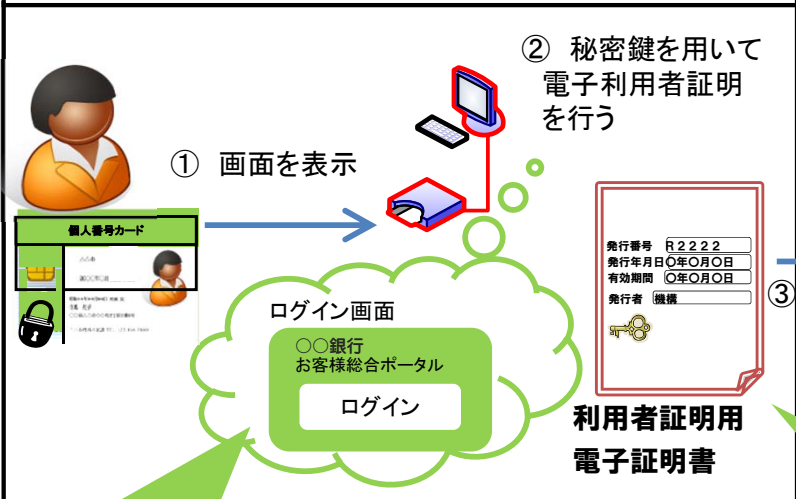 ② 秘密鍵を用いて
電子利用者証明
を行う
① 画面を表示
個人番号カード
発行番号 R2222
発行年月日 〇年〇月〇日
有効期間 〇年〇月〇日
発行者 機構
③
ログイン画面
〇〇銀行
お客様総合ポータル
ログイン
利用者証明用
電子証明書